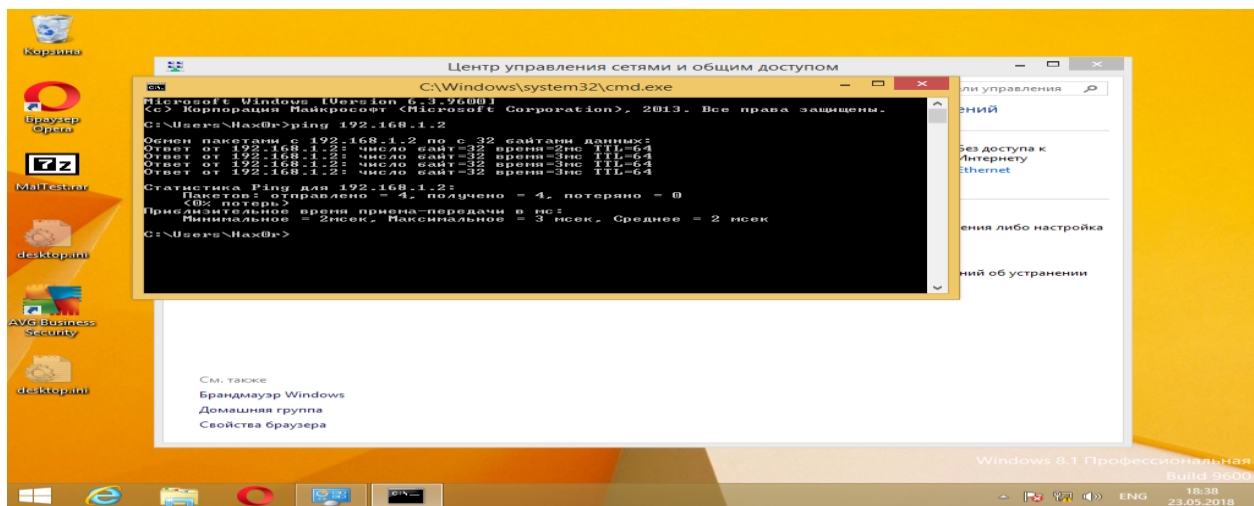 Корзина
Браузер
Opera
MalTest.rar
desktop.ini
AVG Business
Security
desktop.ini
Центр управления сетями и общим доступом
C:\Windows\system32\cmd.exe
Microsoft Windows [Version 6.3.9600]
<c> Корпорация Майкрософт <Microsoft Corporation>, 2013. Все права защищены.
C:\Users\Hax0r>ping 192.168.1.2
Обмен пакетами с 192.168.1.2 по с 32 байтами данных:
Ответ от 192.168.1.2: число байт=32 время=2мс TTL=64
Ответ от 192.168.1.2: число байт=32 время=3мс TTL=64
Ответ от 192.168.1.2: число байт=32 время=3мс TTL=64
Ответ от 192.168.1.2: число байт=32 время=3мс TTL=64
Статистика Ping для 192.168.1.2:
Пакетов: отправлено = 4, получено = 4, потеряно = 0
<0% потерь>
Приблизительное время приема-передачи в мс:
Минимальное = 2мсек, Максимальное = 3 мсек, Среднее = 2 мсек
C:\Users\Hax0r>
ли управления
ений
Без доступа к
Интернету
Ethernet
ения либо настройка
ний об устранении
См. также
Брандмауэр Windows
Домашняя группа
Свойства браузера
Windows 8.1 Профессиональная
Build 9600
ENG
18:38
23.05.2018